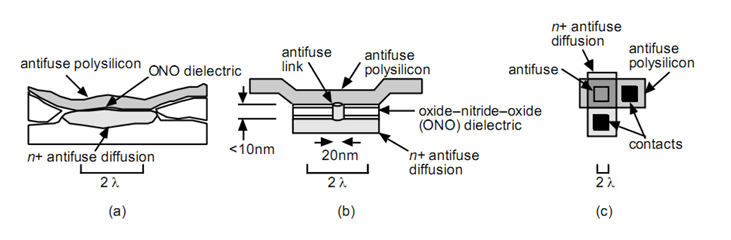 antifuse polysilicon
ONO dielectric
n+ antifuse diffusion
2 λ
(a)
antifuse
link
antifuse
polysilicon
oxide–nitride–oxide
(ONO) dielectric
<10nm
20nm
n+ antifuse
diffusion
2 λ
(b)
n+ antifuse
diffusion
antifuse
polysilicon
antifuse
contacts
2 λ
(c)